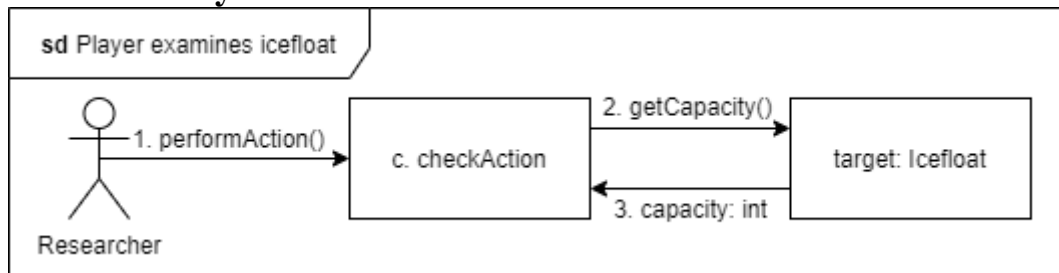 sd Player examines icefloat
1. performAction()
c. checkAction
2. getCapacity()
target: Icefloat
3. capacity: int
Researcher